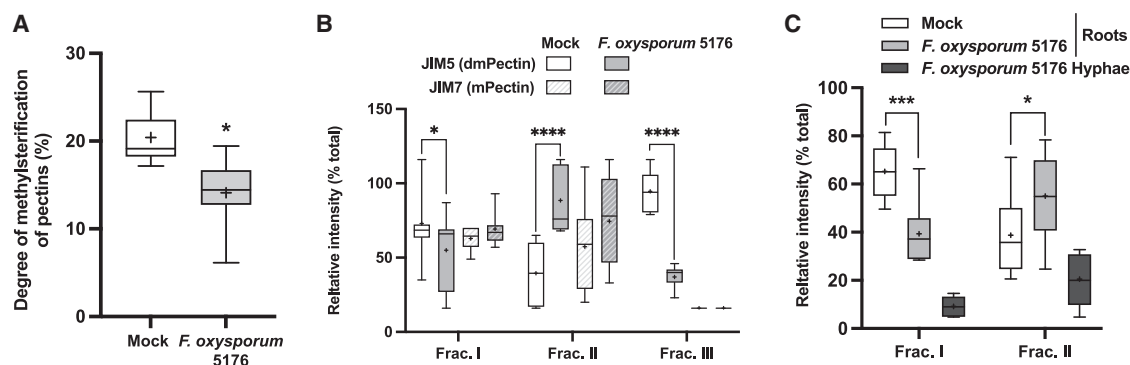 A
Degree of methylsterification
of pectins (%)
30
20
10
0
*
Mock
F. oxysporum
5176
B
Mock
F. oxysporum 5176
JIM5 (dmPectin)
JIM7 (mPectin)
Reltative intensity (% total)
150
100
50
0
*
****
****
Frac. I
Frac. II
Frac. III
C
Mock
F. oxysporum 5176
Roots
F. oxysporum 5176 Hyphae
Reltative intensity (% total)
100
80
60
40
20
0
***
*
Frac. I
Frac. II